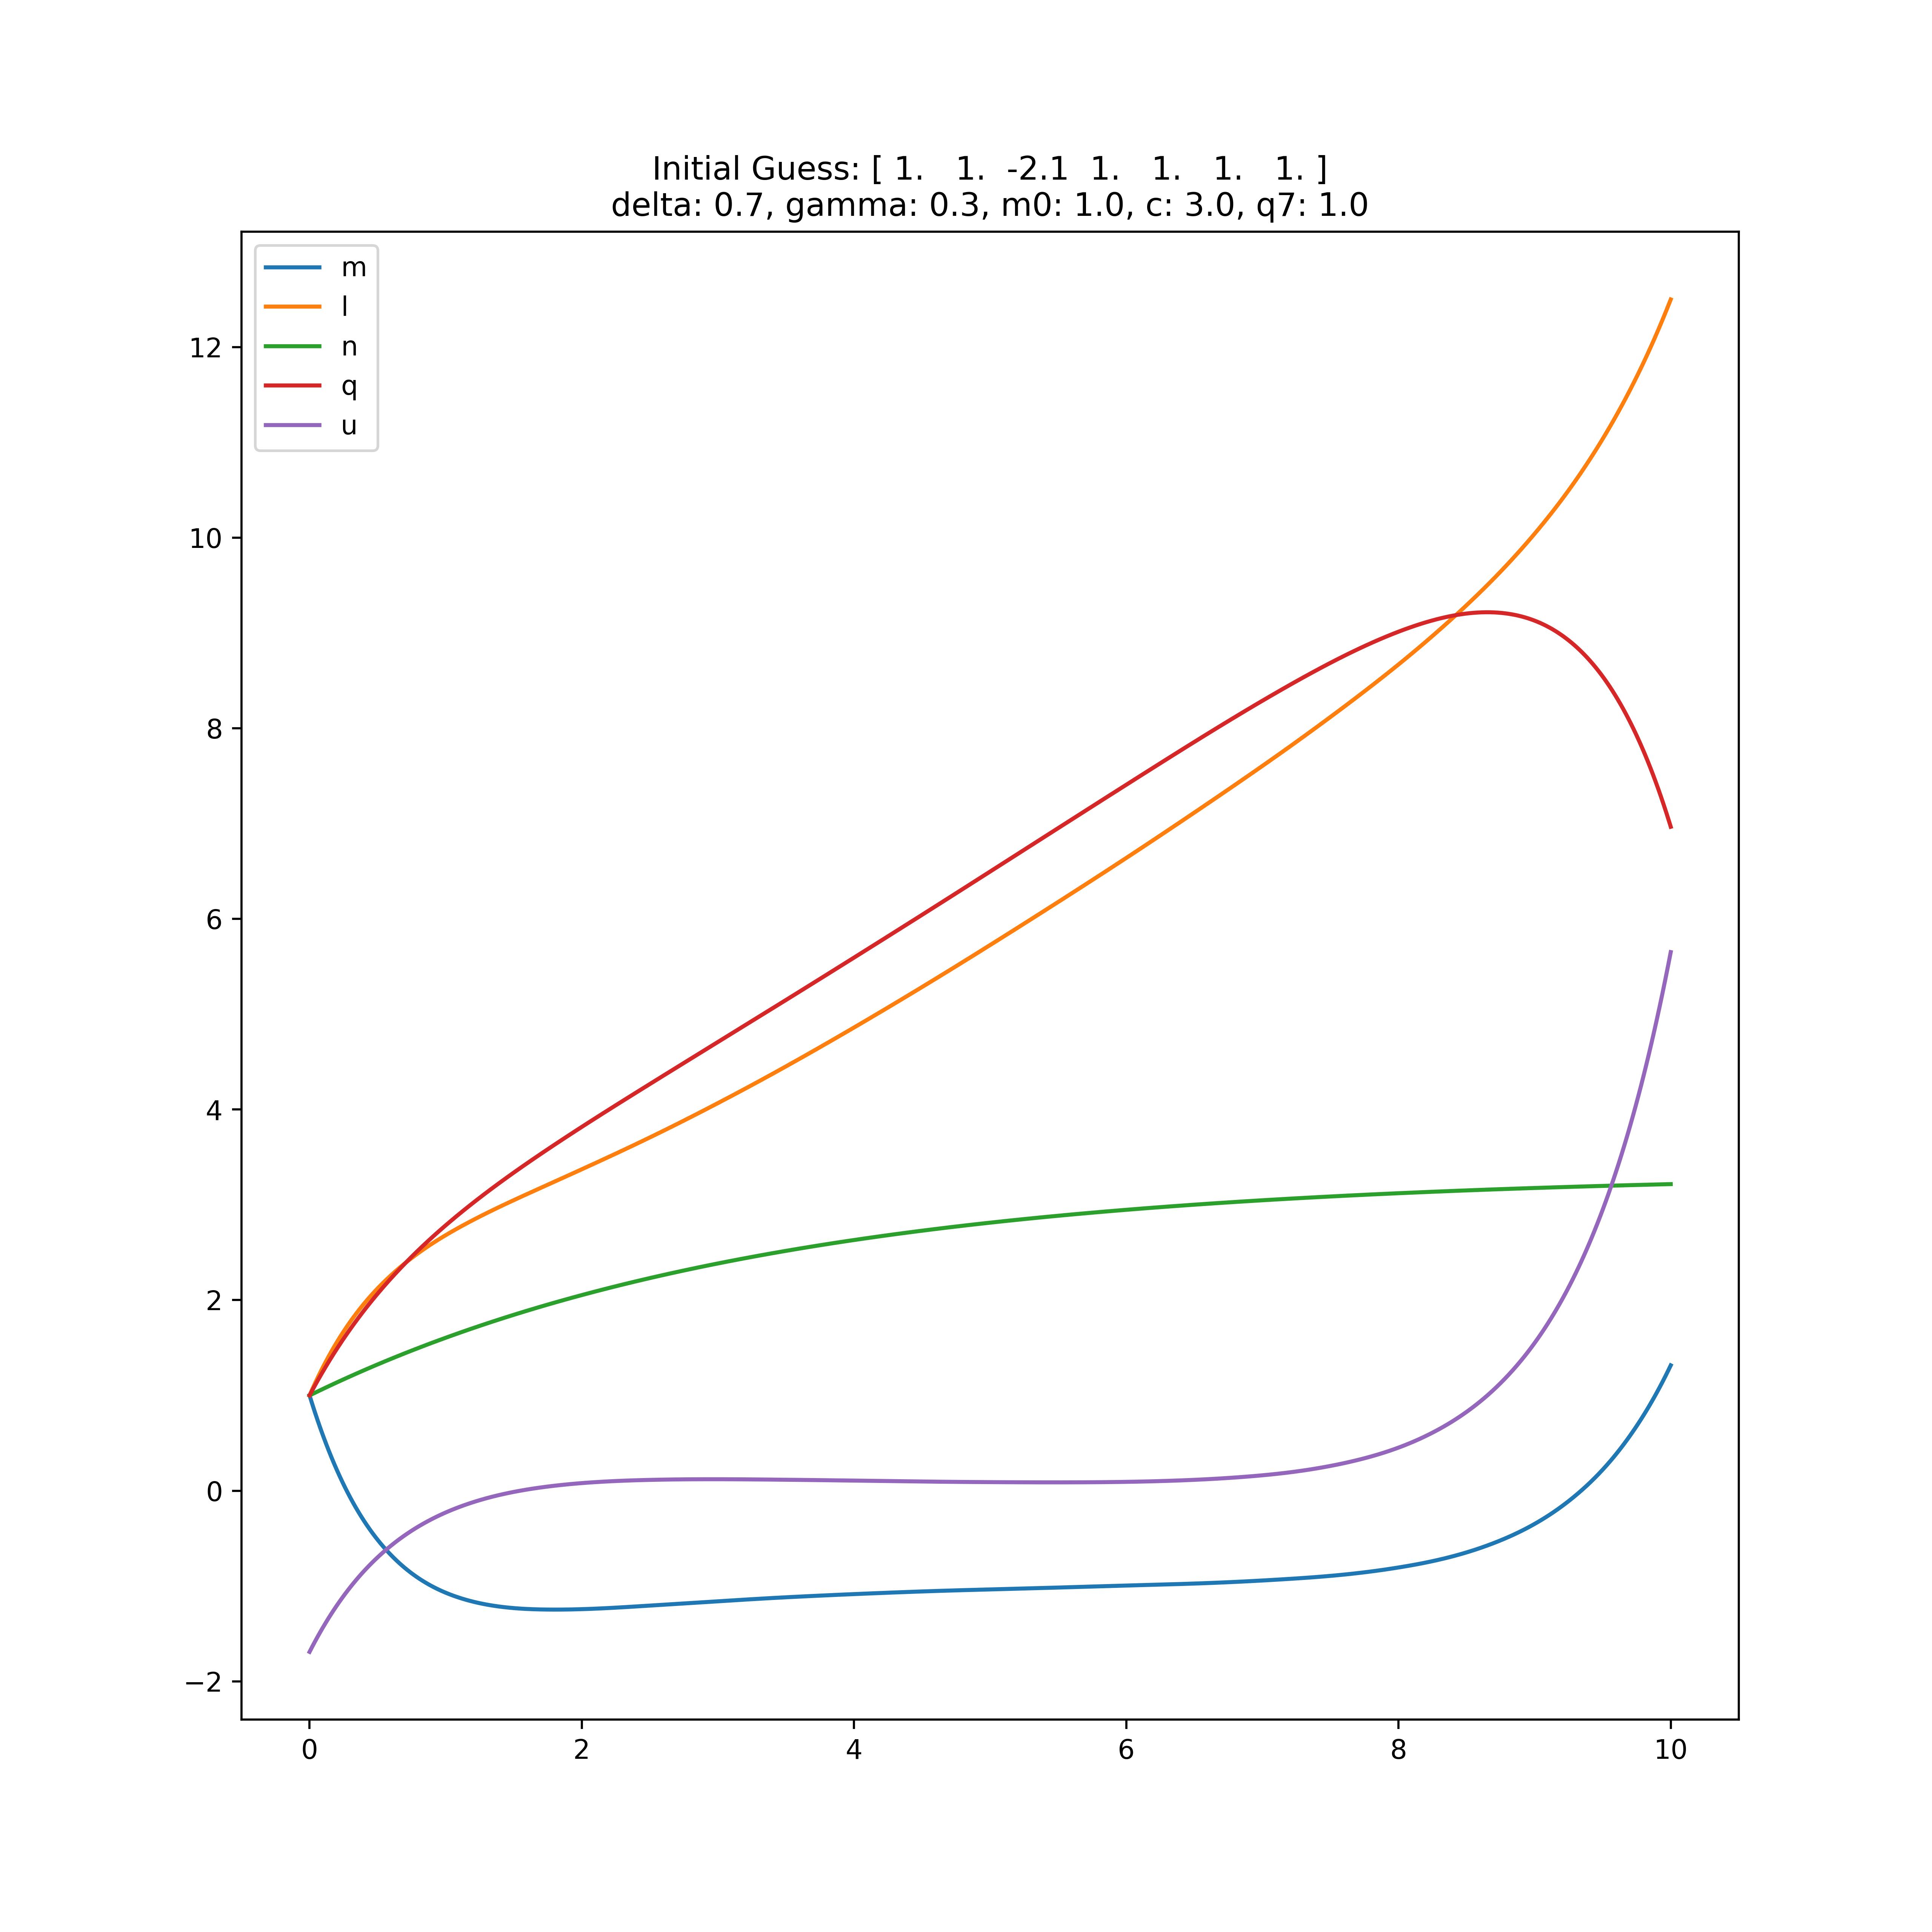 Initial Guess: [ 1. 1. -2.1 1. 1. 1. 1. ]
delta: 0.7, gamma: 0.3, m0: 1.0, c: 3.0, q7: 1.0
m
l
n
q
u
12
10
8
6
4
2
0
−2
0 2 4 6 8 10